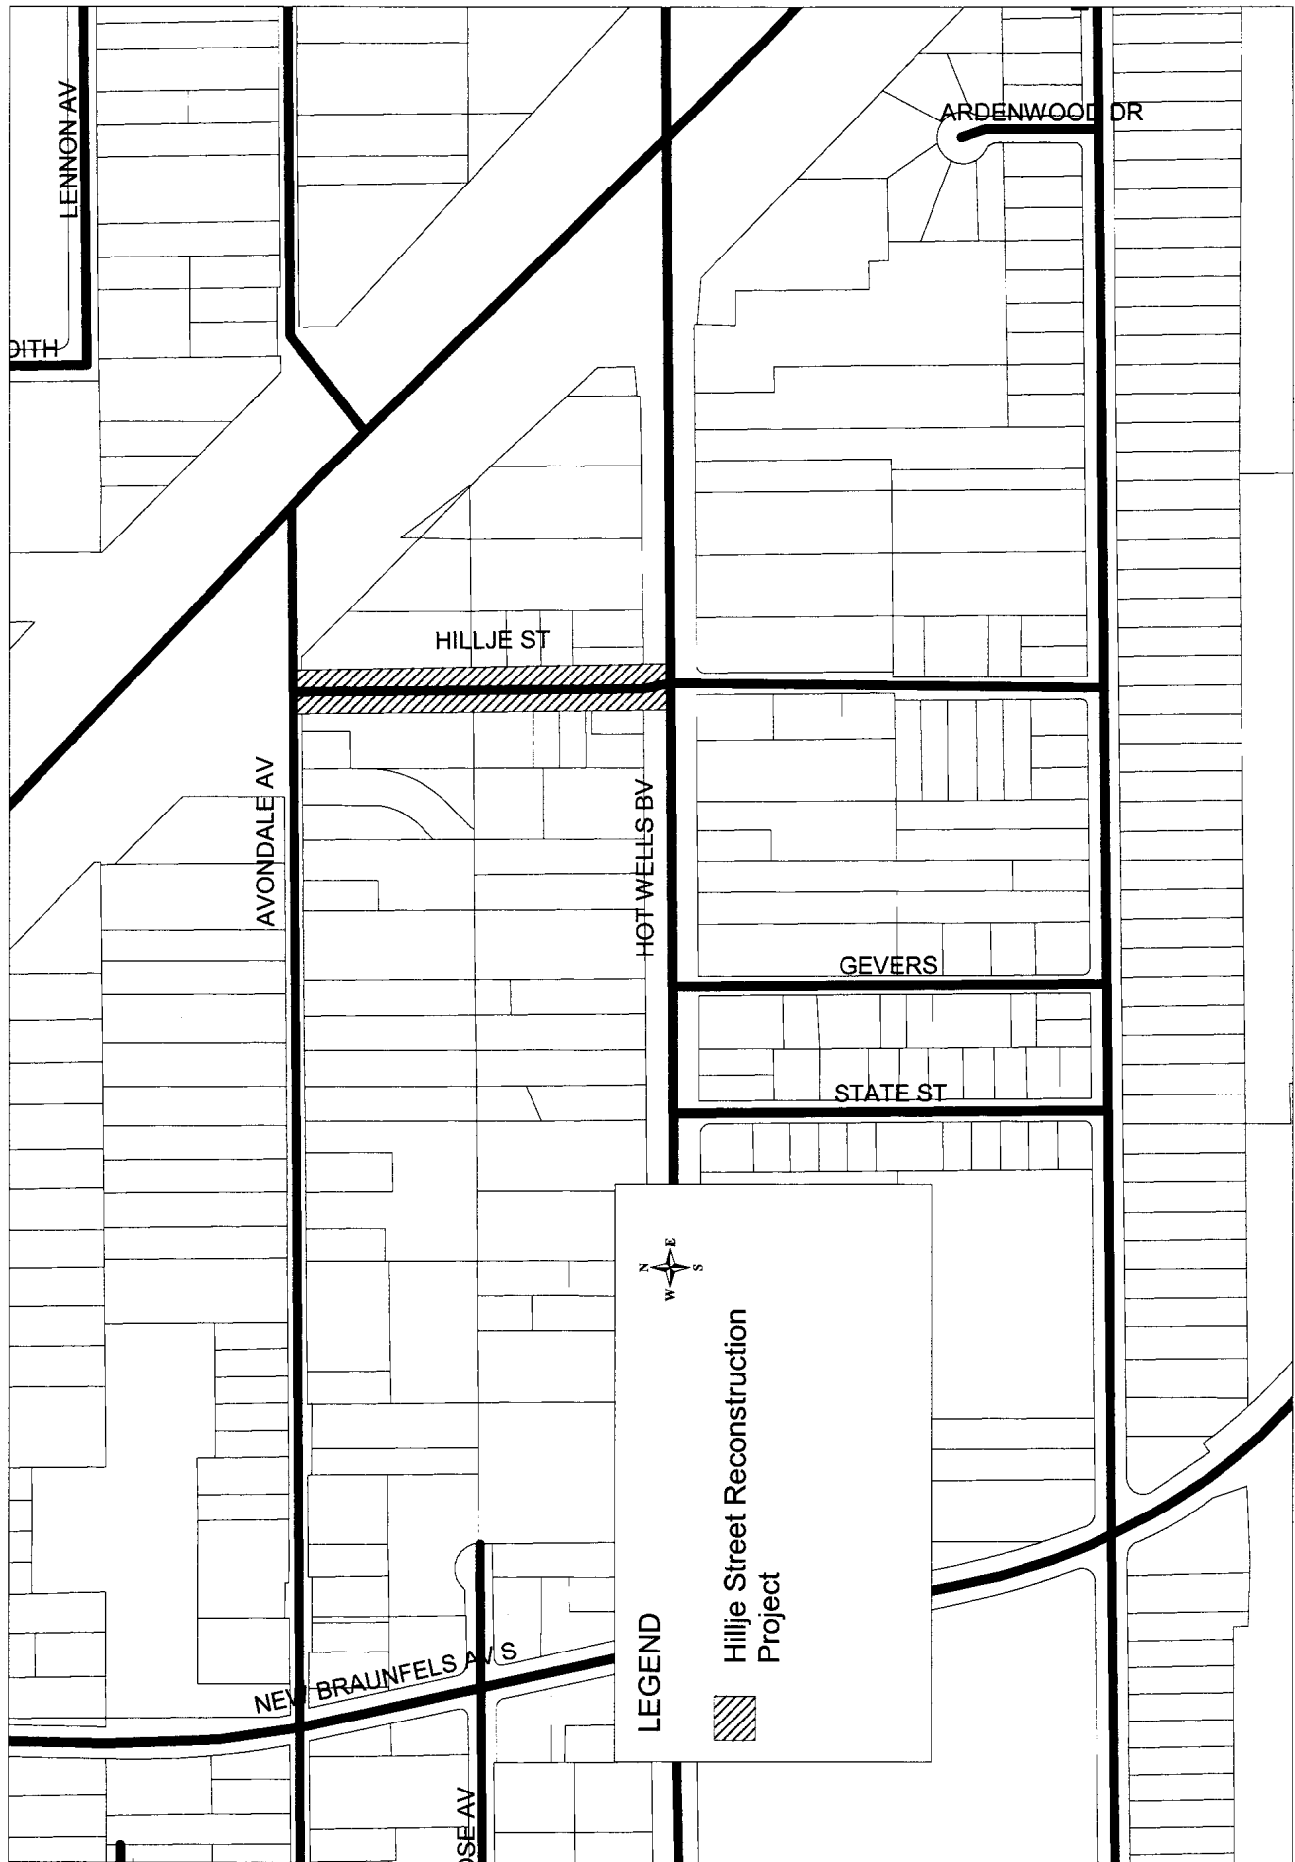 LENNON AV
ARDENWOOD DR
DITH
HILLJE ST
AVONDALE AV
HOT WELLS BV
GEVERS
STATE ST
NEW BRAUNFELS AV S
OSE AV
N
E
W
S
LEGEND
Hillje Street Reconstruction
Project